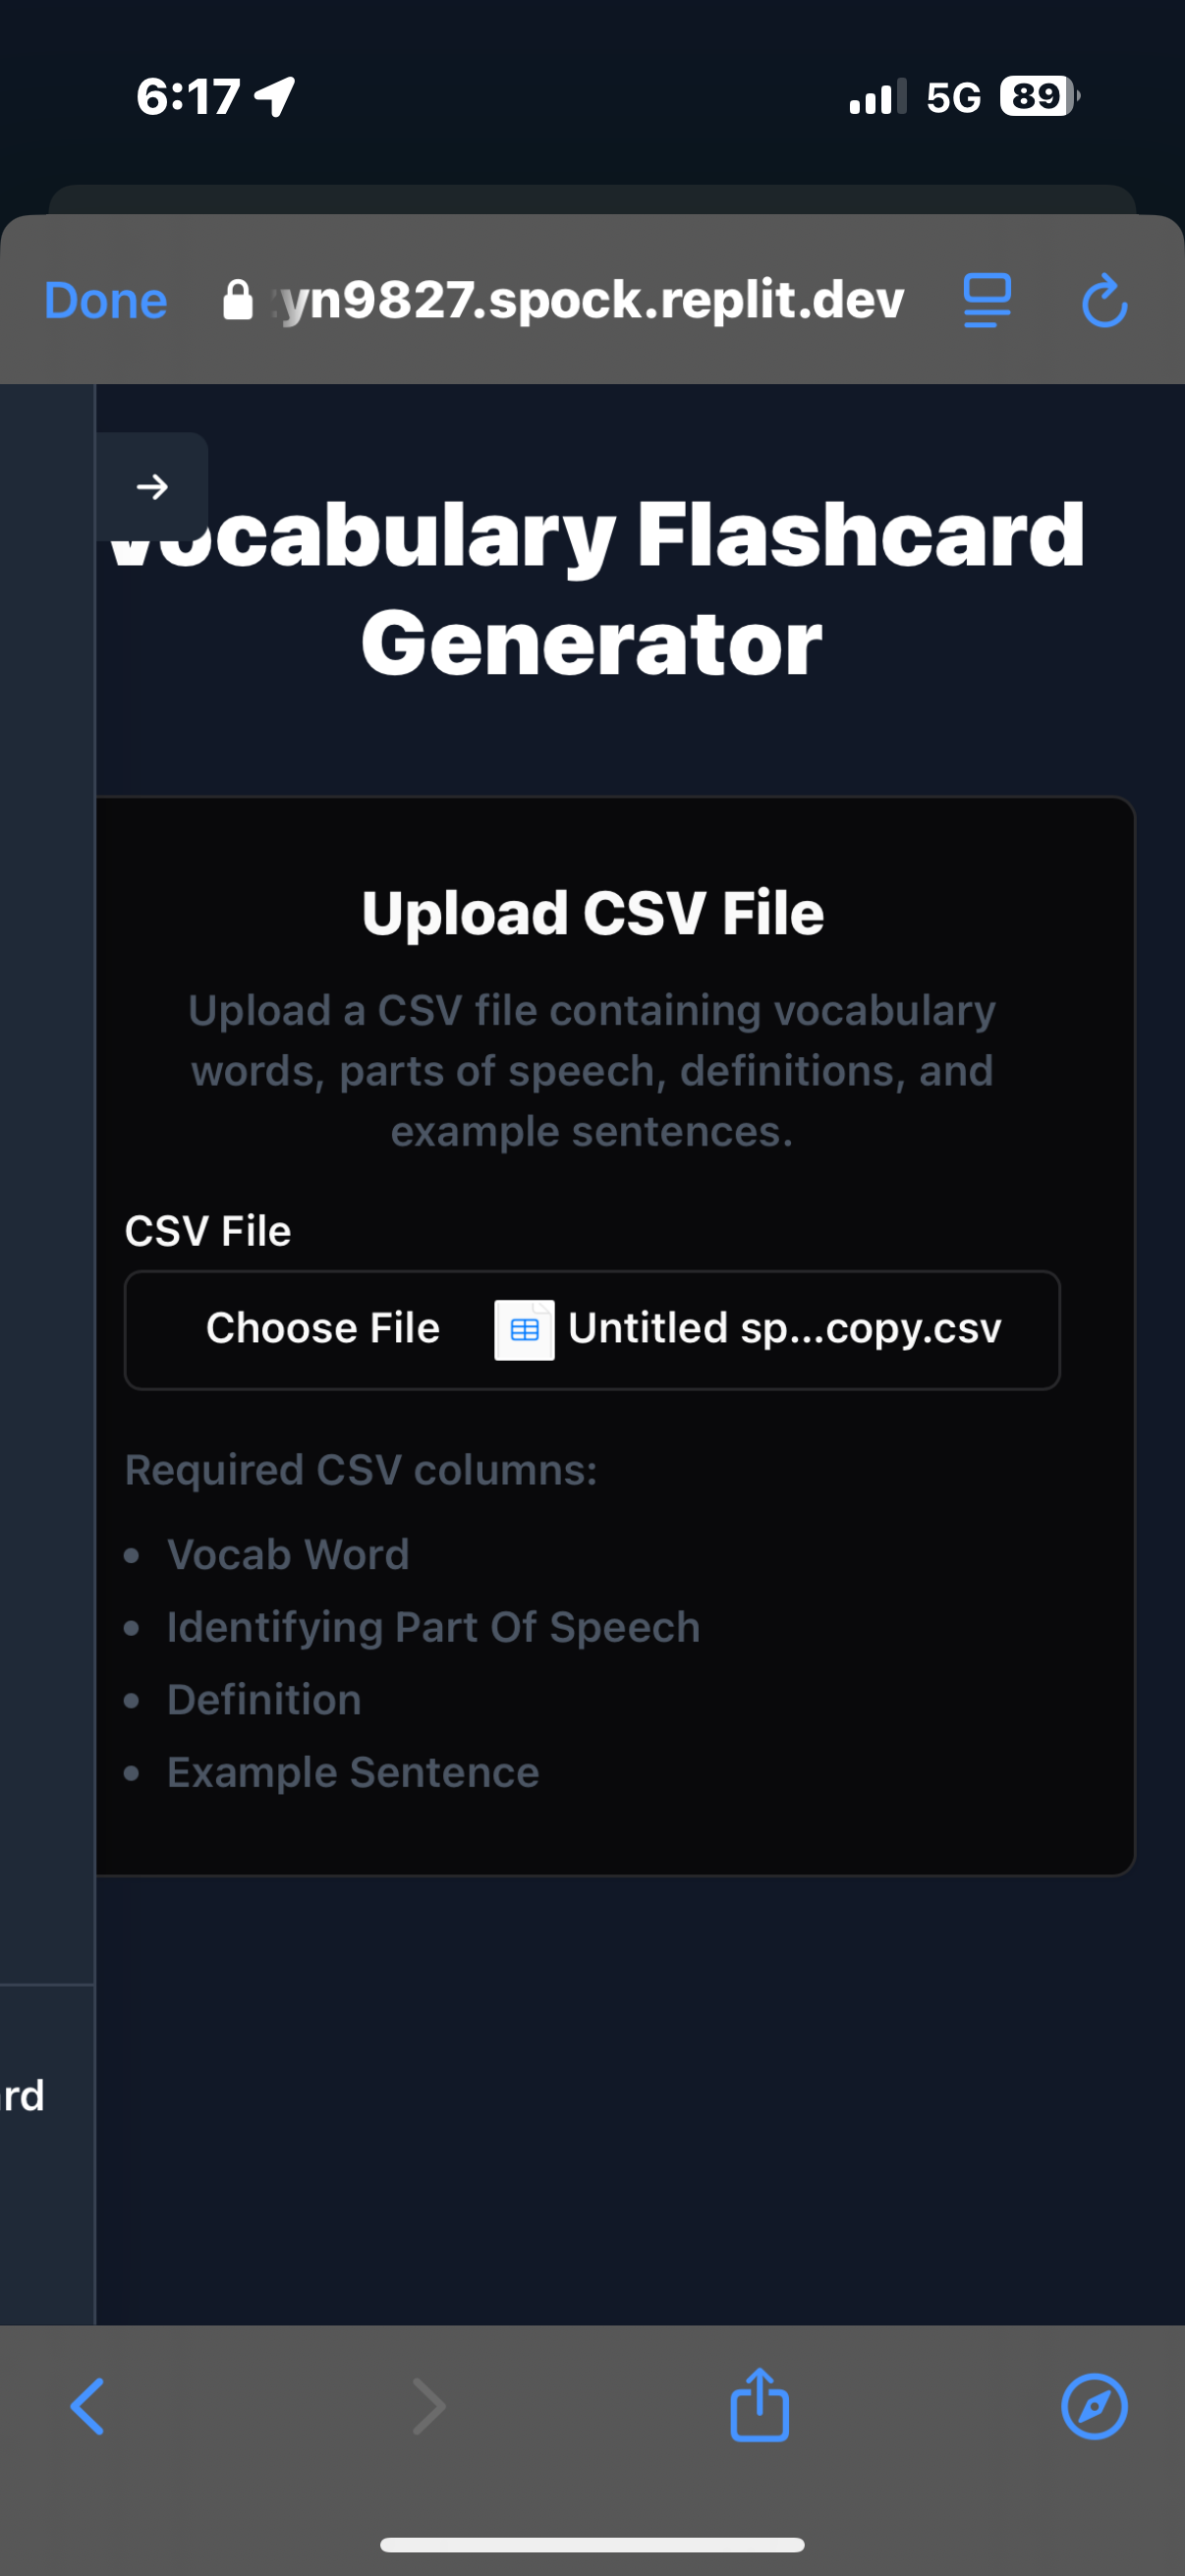 6:17
5G 89
Done yn9827.spock.replit.dev
Vocabulary Flashcard
Generator
Upload CSV File
Upload a CSV file containing vocabulary
words, parts of speech, definitions, and
example sentences.
CSV File
Choose File Untitled sp...copy.csv
Required CSV columns:
• Vocab Word
• Identifying Part Of Speech
• Definition
• Example Sentence
rd